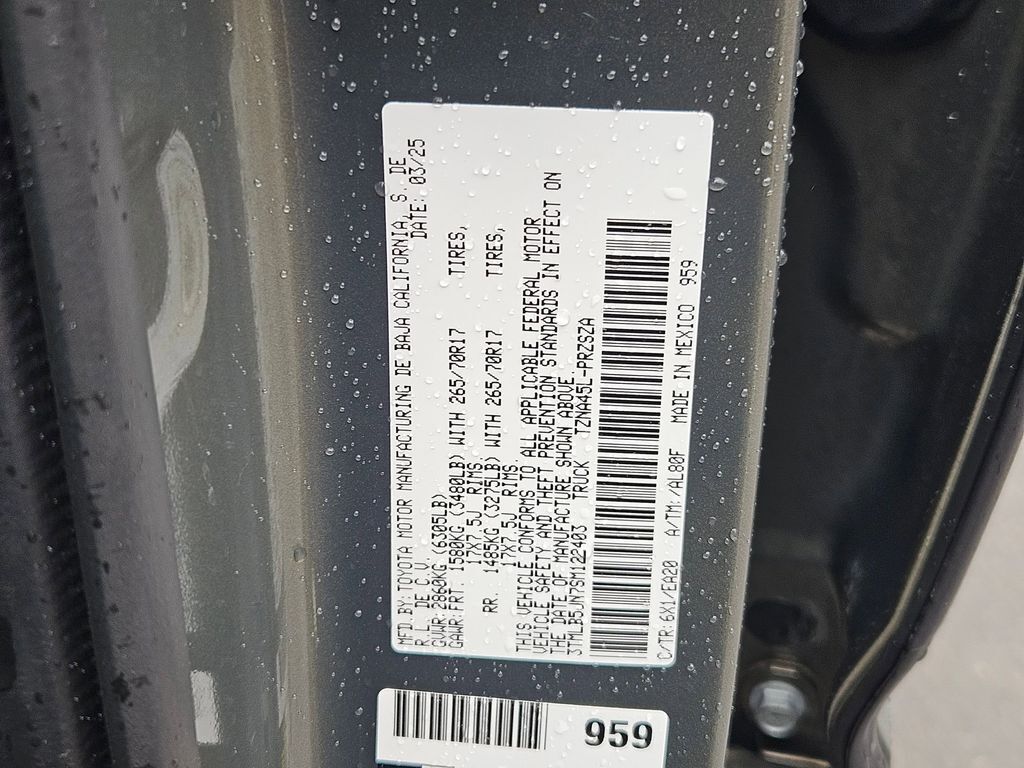 MFD.BY:TOYOTA MOTOR MANUFACTURING DE BAJA CALIFORNIA, S. DE
R. L. DE C.V. DATE: 03/25
GVWR:2860KG (6305LB)
GAWR:FRT 1580KG (3480LB) WITH 265/70R17 TIRES,
17X7.5J RIMS
RR. 1485KG (3275LB) WITH 265/70R17 TIRES,
17X7.5J RIMS.
THIS VEHICLE CONFORMS TO ALL APPLICABLE FEDERAL MOTOR
VEHICLE SAFETY AND THEFT PREVENTION STANDARDS IN EFFECT ON
THE DATE OF MANUFACTURE SHOWN ABOVE.
3TMLB5JN7SM122403 TRUCK TZNA45L-PRZSZA
C/TR:6X1/EA20 A/TM:/AL80F MADE IN MEXICO 959
959